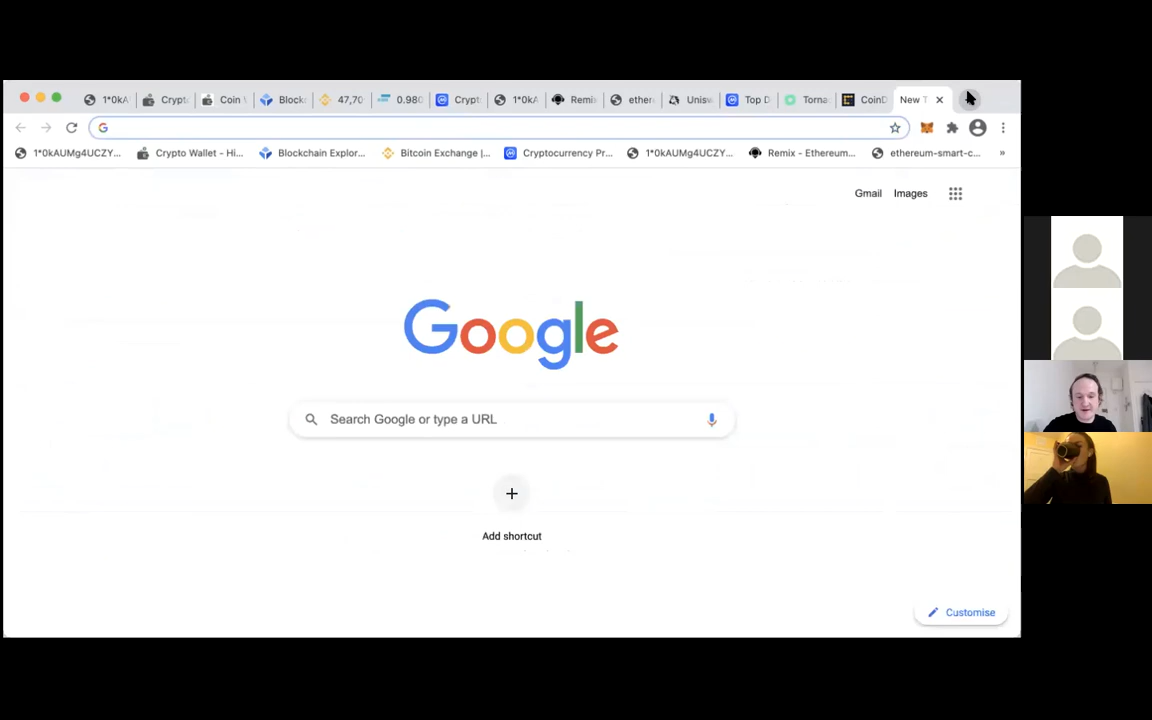 1*0kA Crypto Coin Block 47,70 0.980 Crypt 1*0kA Remi ether Unisw Top D Torna CoinD New T
1*0kAUMg4UCZY... Crypto Wallet - Hi... Blockchain Explor... Bitcoin Exchange |... Cryptocurrency Pr... 1*0kAUMg4UCZY... Remix - Ethereum... ethereum-smart-c... »
Gmail Images
Google
Search Google or type a URL
Add shortcut
Customise